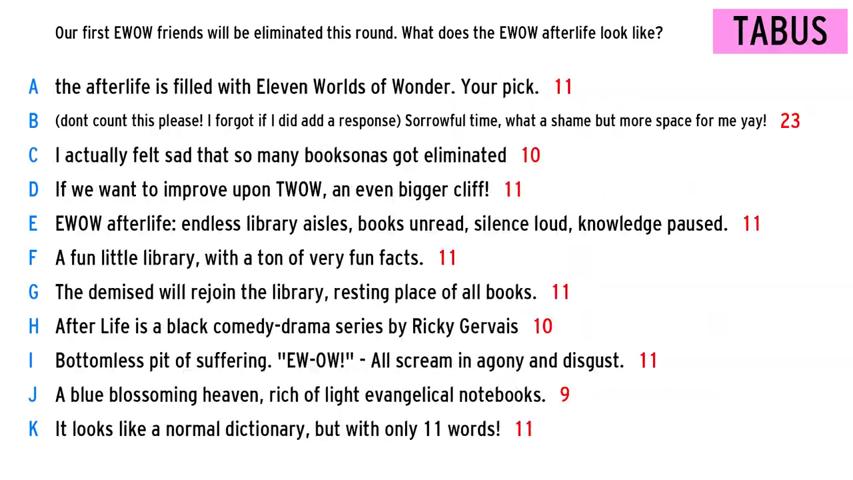 Our first EWOW friends will be eliminated this round. What does the EWOW afterlife look like?
TABUS
A the afterlife is filled with Eleven Worlds of Wonder. Your pick. 11
B (dont count this please! I forgot if I did add a response) Sorrowful time, what a shame but more space for me yay! 23
C I actually felt sad that so many booksonas got eliminated 10
D If we want to improve upon TWOW, an even bigger cliff! 11
E EWOW afterlife: endless library aisles, books unread, silence loud, knowledge paused. 11
F A fun little library, with a ton of very fun facts. 11
G The demised will rejoin the library, resting place of all books. 11
H After Life is a black comedy-drama series by Ricky Gervais 10
I Bottomless pit of suffering. "EW-OW!" - All scream in agony and disgust. 11
J A blue blossoming heaven, rich of light evangelical notebooks. 9
K It looks like a normal dictionary, but with only 11 words! 11